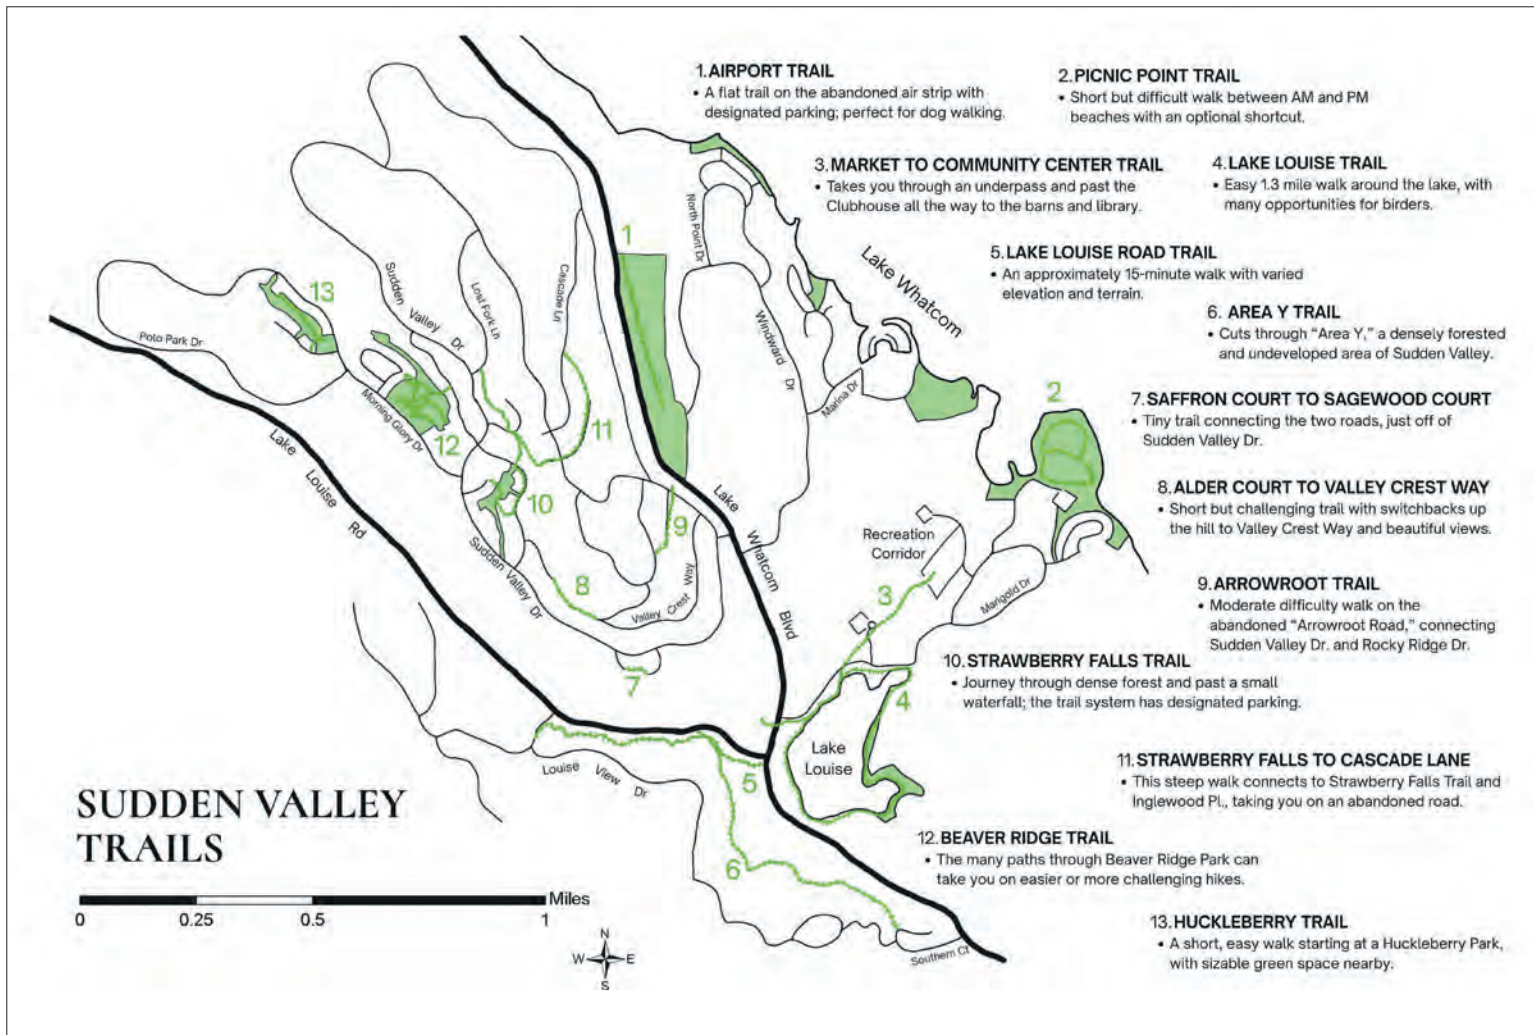 1. AIRPORT TRAIL
• A flat trail on the abandoned air strip with
designated parking; perfect for dog walking.
2. PICNIC POINT TRAIL
• Short but difficult walk between AM and PM
beaches with an optional shortcut.
3. MARKET TO COMMUNITY CENTER TRAIL
• Takes you through an underpass and past the
Clubhouse all the way to the barns and library.
4. LAKE LOUISE TRAIL
• Easy 1.3 mile walk around the lake, with
many opportunities for birders.
5. LAKE LOUISE ROAD TRAIL
• An approximately 15-minute walk with varied
elevation and terrain.
6. AREA Y TRAIL
• Cuts through “Area Y,” a densely forested
and undeveloped area of Sudden Valley.
7. SAFFRON COURT TO SAGEWOOD COURT
• Tiny trail connecting the two roads, just off of
Sudden Valley Dr.
8. ALDER COURT TO VALLEY CREST WAY
• Short but challenging trail with switchbacks up
the hill to Valley Crest Way and beautiful views.
9. ARROWROOT TRAIL
• Moderate difficulty walk on the
abandoned “Arrowroot Road,” connecting
Sudden Valley Dr. and Rocky Ridge Dr.
10. STRAWBERRY FALLS TRAIL
• Journey through dense forest and past a small
waterfall; the trail system has designated parking.
11. STRAWBERRY FALLS TO CASCADE LANE
• This steep walk connects to Strawberry Falls Trail and
Inglewood Pl., taking you on an abandoned road.
12. BEAVER RIDGE TRAIL
• The many paths through Beaver Ridge Park can
take you on easier or more challenging hikes.
13. HUCKLEBERRY TRAIL
• A short, easy walk starting at a Huckleberry Park,
with sizable green space nearby.
1
North Point Dr
Lake Whatcom
13
Sudden Valley Dr
Lost Fork Ln
Cascade Ln
Windward Dr
Polo Park Dr
Marina Dr
2
Morning Glory Dr
12
11
Lake Louise Rd
10
9
Lake Whatcom Blvd
Recreation
Corridor
Sudden Valley Dr
8
Valley Crest Way
3
Marigold Dr
7
4
Lake
Louise
5
Louise View Dr
6
Southern Ct
SUDDEN VALLEY
TRAILS
Miles
0 0.25 0.5 1
N
W E
S